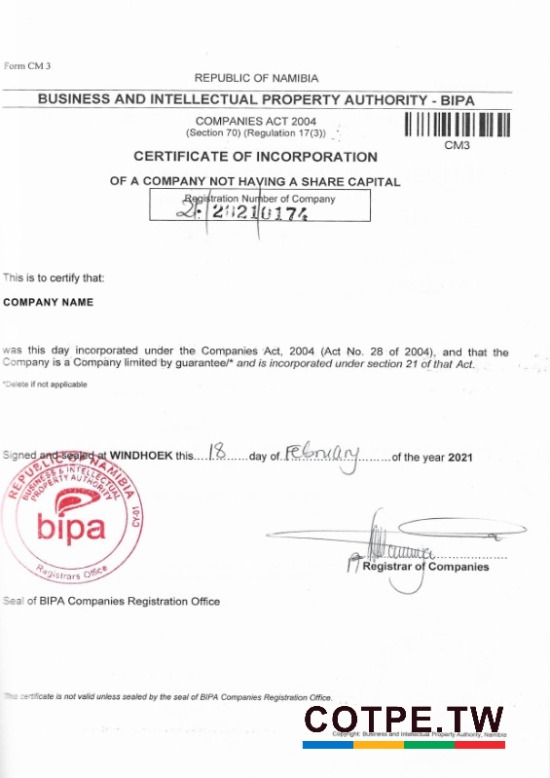 Form CM 3
REPUBLIC OF NAMIBIA
BUSINESS AND INTELLECTUAL PROPERTY AUTHORITY - BIPA
COMPANIES ACT 2004
(Section 70) (Regulation 17(3))
CM3
CERTIFICATE OF INCORPORATION
OF A COMPANY NOT HAVING A SHARE CAPITAL
Registration Number of Company
21/2021/0174
This is to certify that:
COMPANY NAME
was this day incorporated under the Companies Act, 2004 (Act No. 28 of 2004), and that the
Company is a Company limited by guarantee/* and is incorporated under section 21 of that Act.
*Delete if not applicable
Signed and sealed at WINDHOEK this....18.......day of February.........of the year 2021
REPUBLIC OF NAMIBIA
BUSINESS & INTELLECTUAL
PROPERTY AUTHORITY
CY-01
bipa
Registrars Office
Registrar of Companies
Seal of BIPA Companies Registration Office
This certificate is not valid unless sealed by the seal of BIPA Companies Registration Office.
COTPE.TW
Copyright: Business and Intellectual Property Authority, Namibia